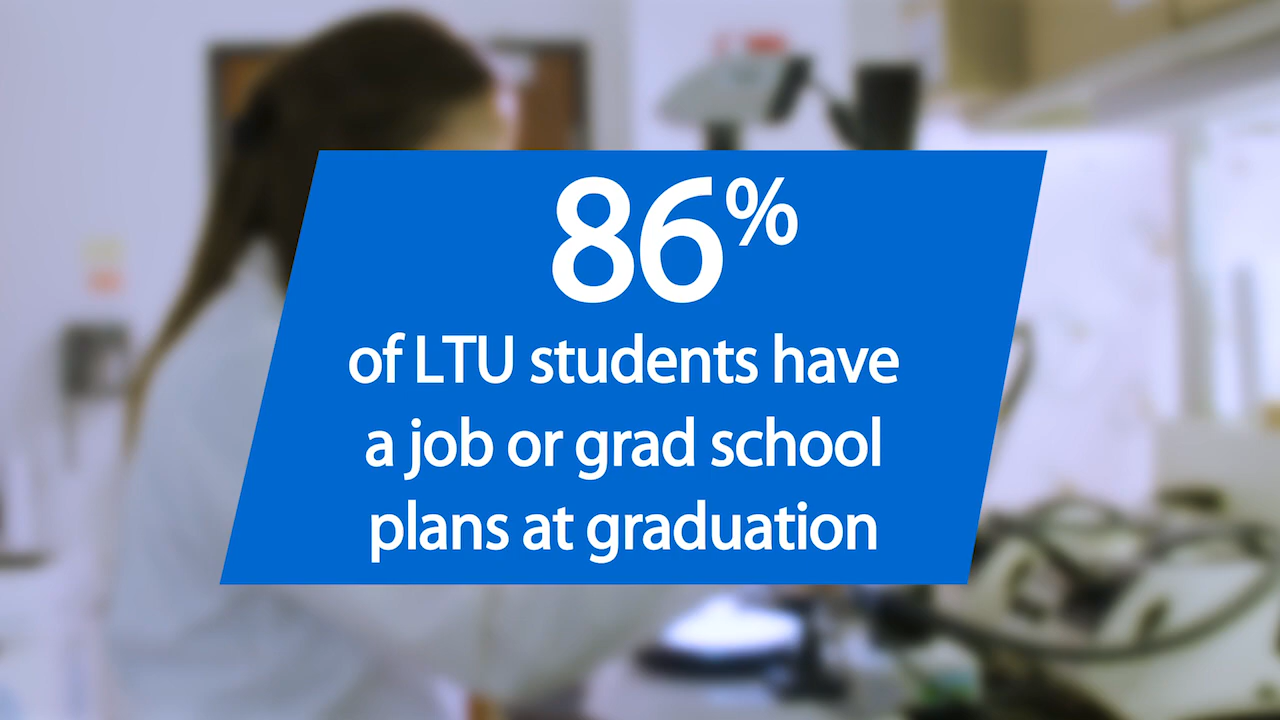 86%
of LTU students have
a job or grad school
plans at graduation